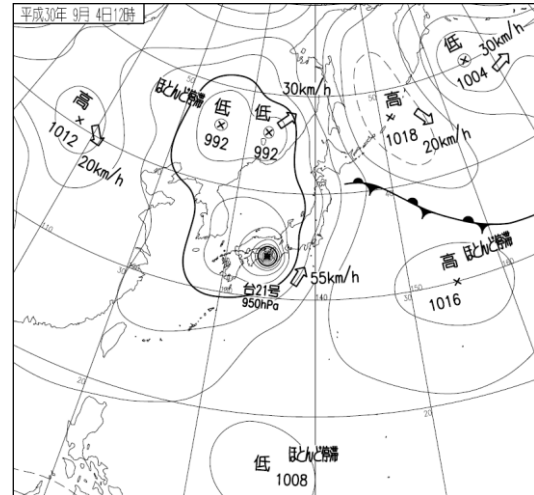 平成30年 9月 4日12時
低
30km/h
1004
ほとんど停滞
30km/h
高
1012
20km/h
低
992
低
992
高
1018
20km/h
台21号
950hPa
55km/h
高
ほとんど停滞
1016
低
ほとんど停滞
1008
140
20